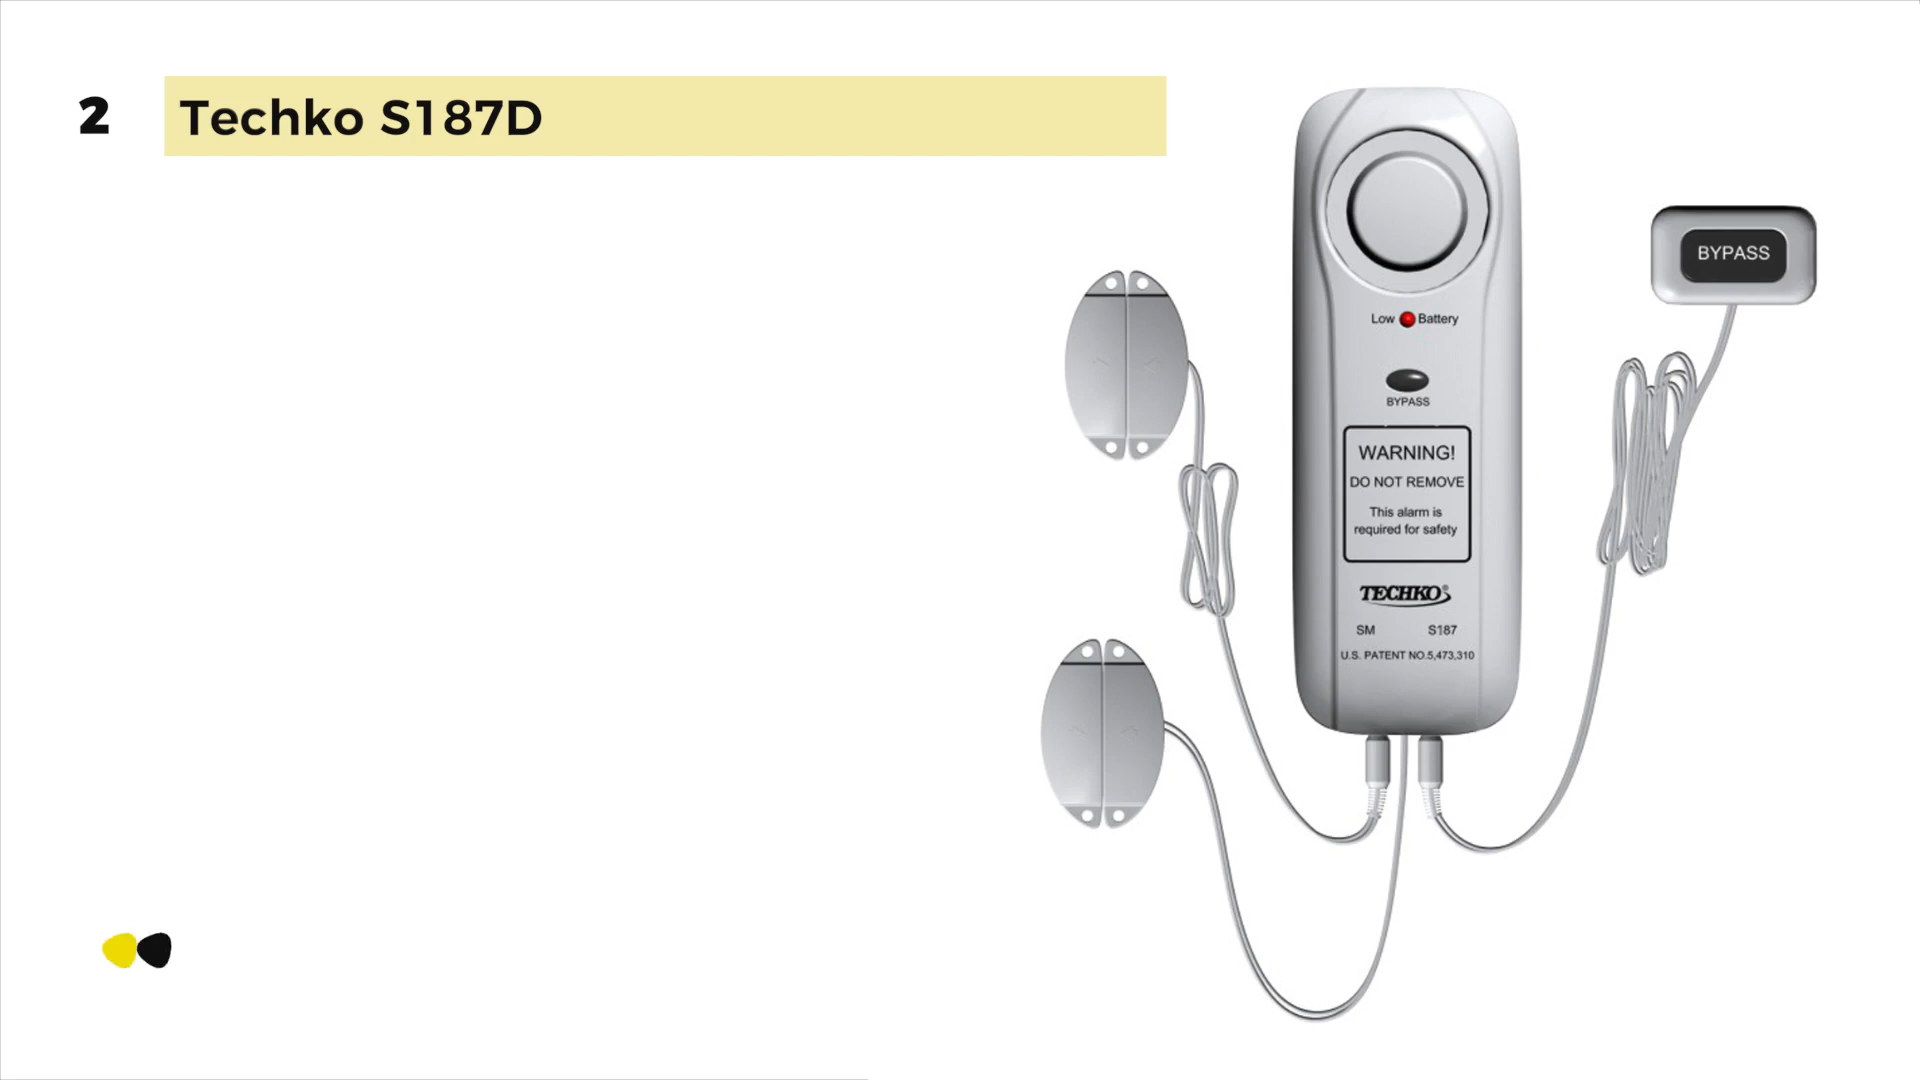 2
Techko S187D
BYPASS
Low Battery
BYPASS
WARNING!
DO NOT REMOVE
This alarm is
required for safety
TECHKO®
SM S187
U.S. PATENT NO.5,473,310